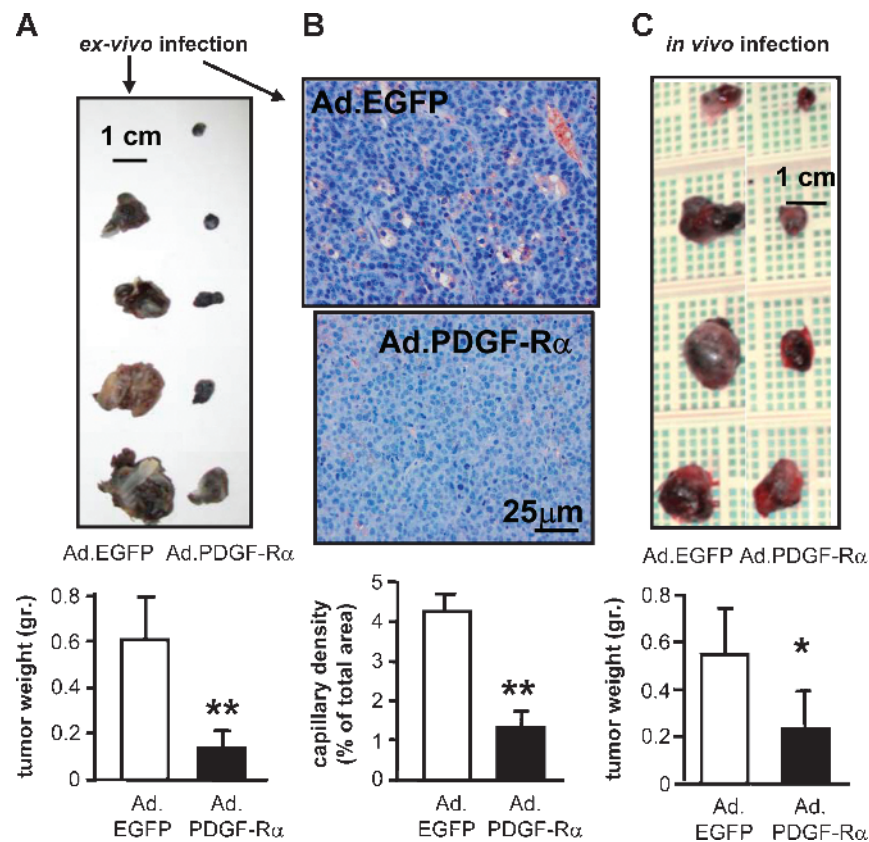 A
ex-vivo infection
1 cm
Ad.EGFP Ad.PDGF-Rα
tumor weight (gr.)
0.8
0.6
0.4
0.2
0
**
Ad.
EGFP
Ad.
PDGF-Rα
B
Ad.EGFP
Ad.PDGF-Rα
25μm
capillary density
(% of total area)
5
4
3
2
1
0
**
Ad.
EGFP
Ad.
PDGF-Rα
C
in vivo infection
1 cm
Ad.EGFP Ad.PDGF-Rα
tumor weight (gr.)
0.8
0.6
0.4
0.2
0
*
Ad.
EGFP
Ad.
PDGF-Rα